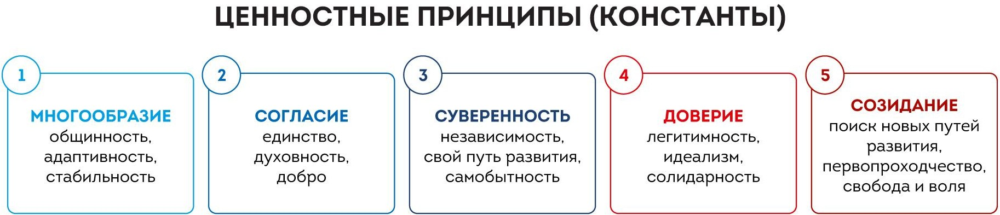 ЦЕННОСТНЫЕ ПРИНЦИПЫ (КОНСТАНТЫ)
1
МНОГООБРАЗИЕ
общинность,
адаптивность,
стабильность
2
СОГЛАСИЕ
единство,
духовность,
добро
3
СУВЕРЕННОСТЬ
независимость,
свой путь развития,
самобытность
4
ДОВЕРИЕ
легитимность,
идеализм,
солидарность
5
СОЗИДАНИЕ
поиск новых путей
развития,
первопроходчество,
свобода и воля